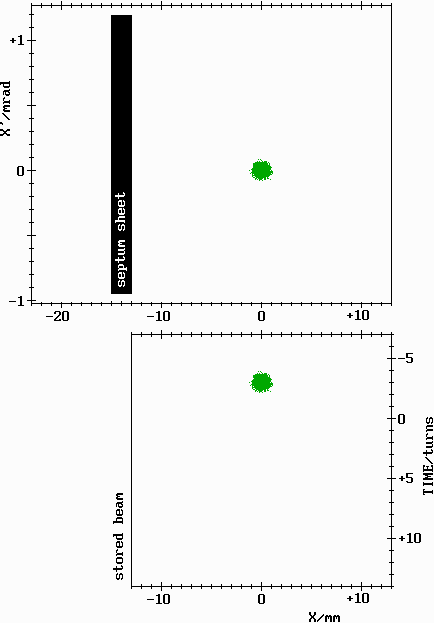 +1
X'/mrad
0
septum sheet
-1
-20 -10 0 +10
-5
0
+5
+10
TIME/turns
stored beam
-10 0 +10
X/mm